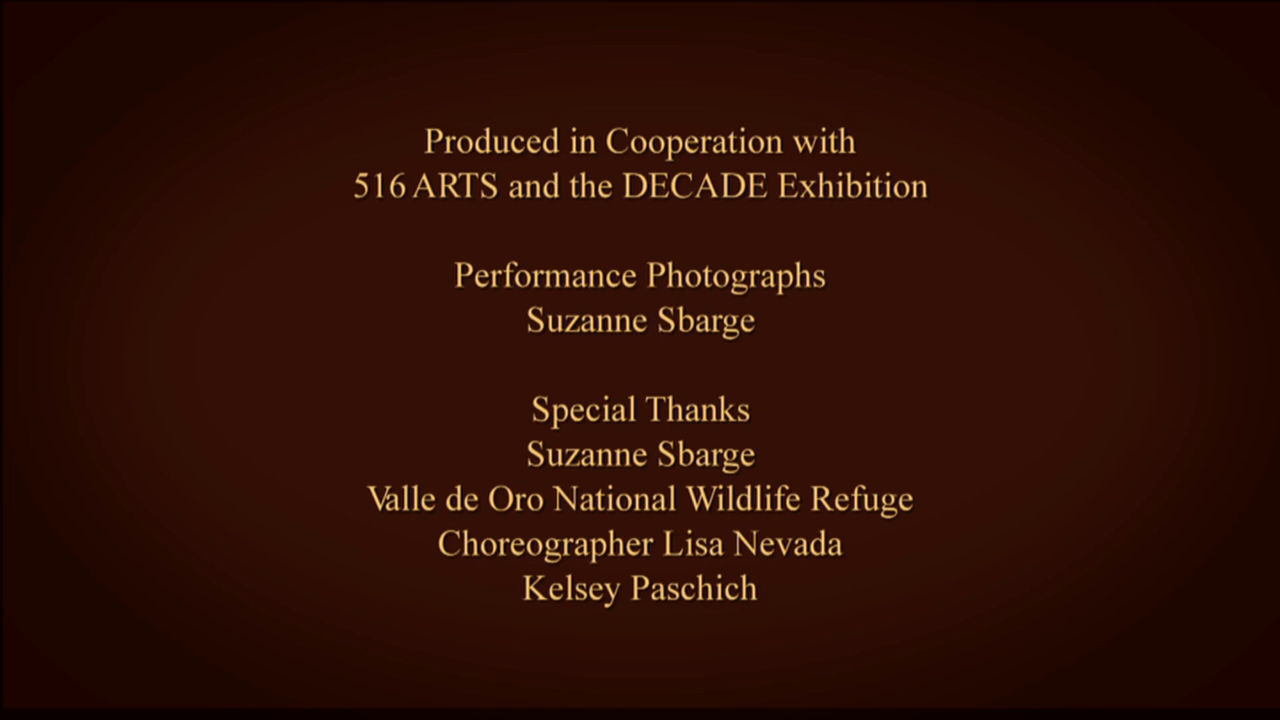 Produced in Cooperation with
516 ARTS and the DECADE Exhibition
Performance Photographs
Suzanne Sbarge
Special Thanks
Suzanne Sbarge
Valle de Oro National Wildlife Refuge
Choreographer Lisa Nevada
Kelsey Paschich